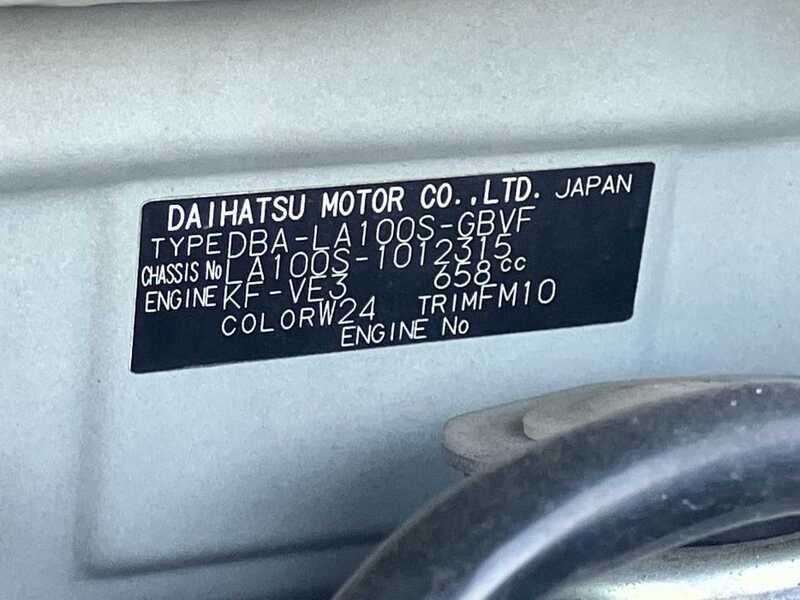 DAIHATSU MOTOR CO.,LTD. JAPAN
TYPE DBA-LA100S-GBVF
CHASSIS No LA100S-1012315
ENGINE KF-VE3 658cc
COLOR W24 TRIM FM10
ENGINE No